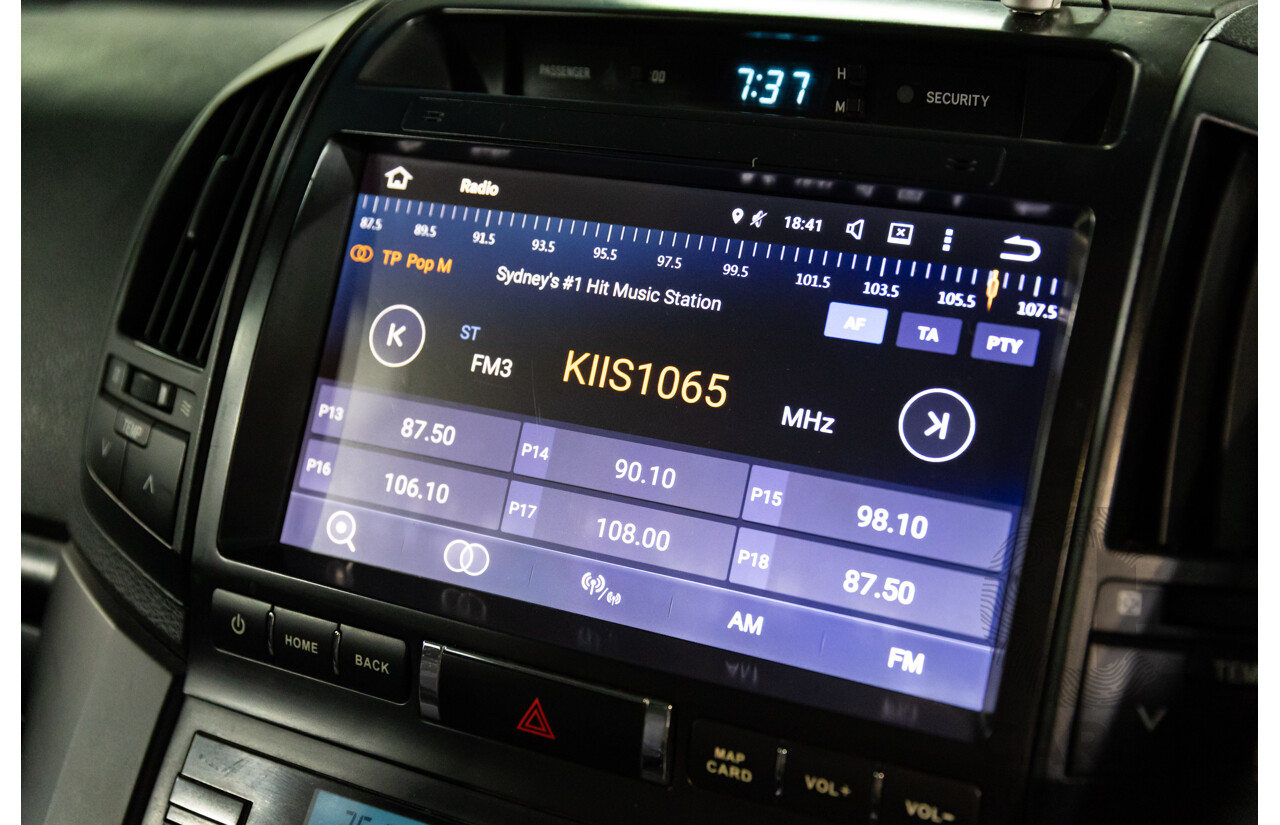 PASSENGER
00
7:37
H
M
SECURITY
Radio
18:41
87.5 89.5 91.5 93.5 95.5 97.5 99.5 101.5 103.5 105.5 107.5
TP Pop M
Sydney's #1 Hit Music Station
AF TA PTY
ST
FM3
KIIS1065
MHz
P13 87.50
P14 90.10
P15 98.10
P16 106.10
P17 108.00
P18 87.50
AM
FM
TEMP
HOME
BACK
MAP
CARD
VOL+
VOL-